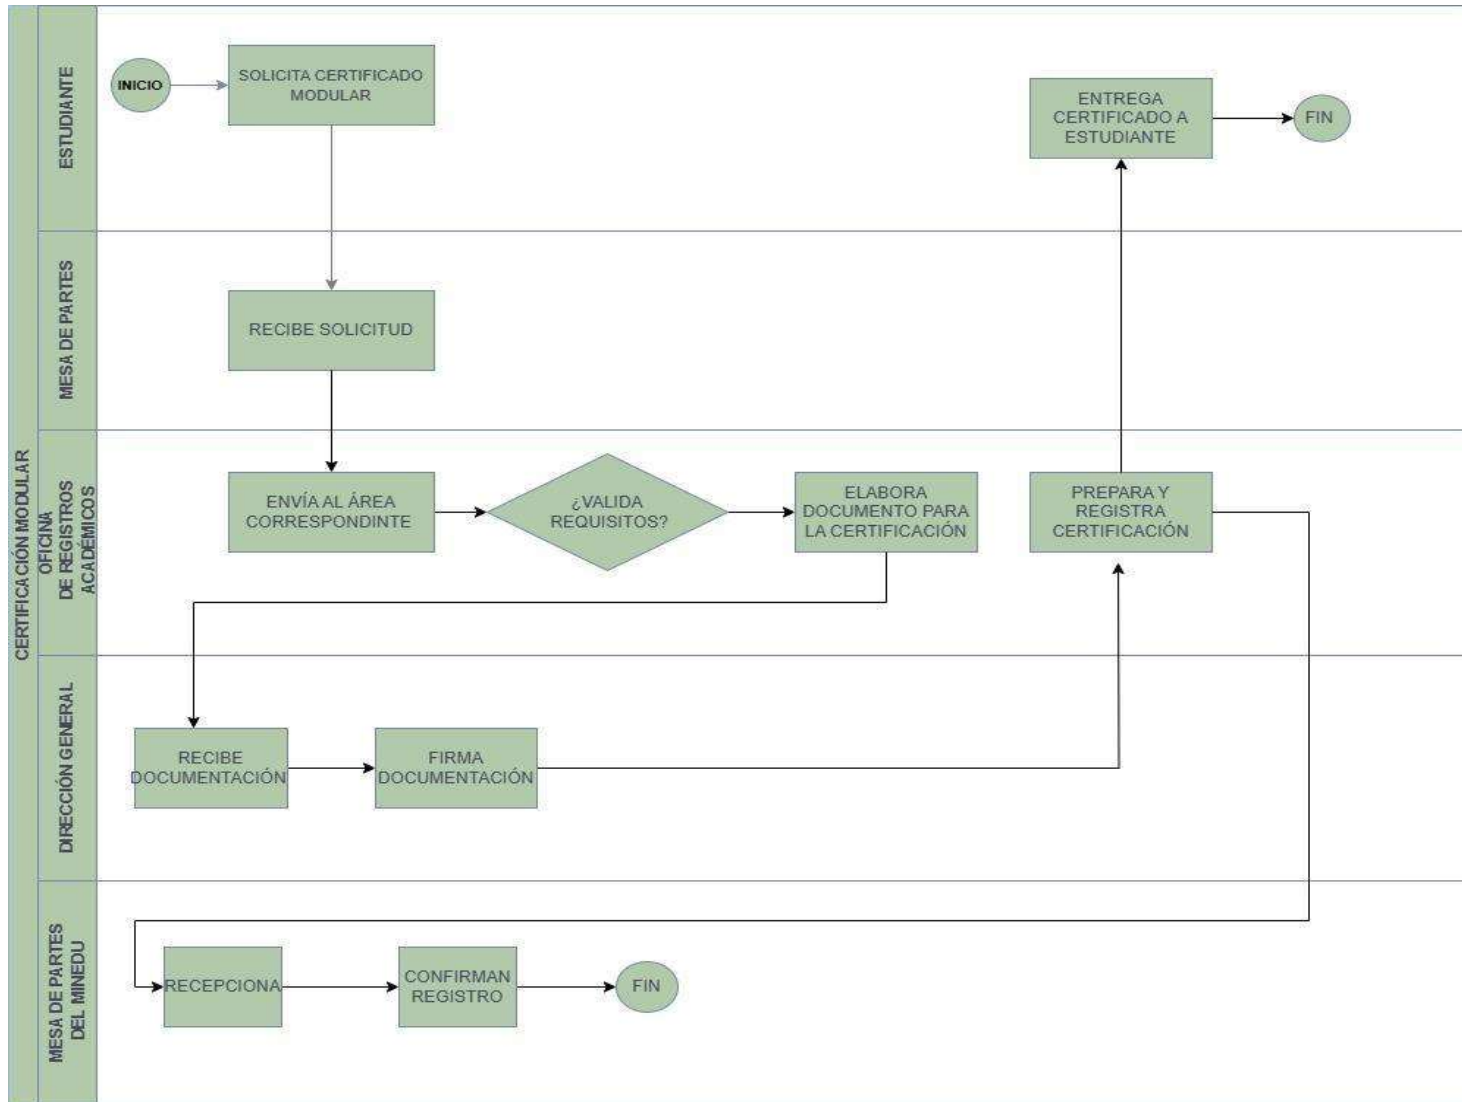 CERTIFICACIÓN MODULAR
ESTUDIANTE
INICIO
SOLICITA CERTIFICADO
MODULAR
ENTREGA
CERTIFICADO A
ESTUDIANTE
FIN
MESA DE PARTES
RECIBE SOLICITUD
OFICINA
DE REGISTROS
ACADÉMICOS
ENVÍA AL ÁREA
CORRESPONDINTE
¿VALIDA
REQUISITOS?
ELABORA
DOCUMENTO PARA
LA CERTIFICACIÓN
PREPARA Y
REGISTRA
CERTIFICACIÓN
DIRECCIÓN GENERAL
RECIBE
DOCUMENTACIÓN
FIRMA
DOCUMENTACIÓN
MESA DE PARTES
DEL MINEDU
RECEPCIONA
CONFIRMAN
REGISTRO
FIN